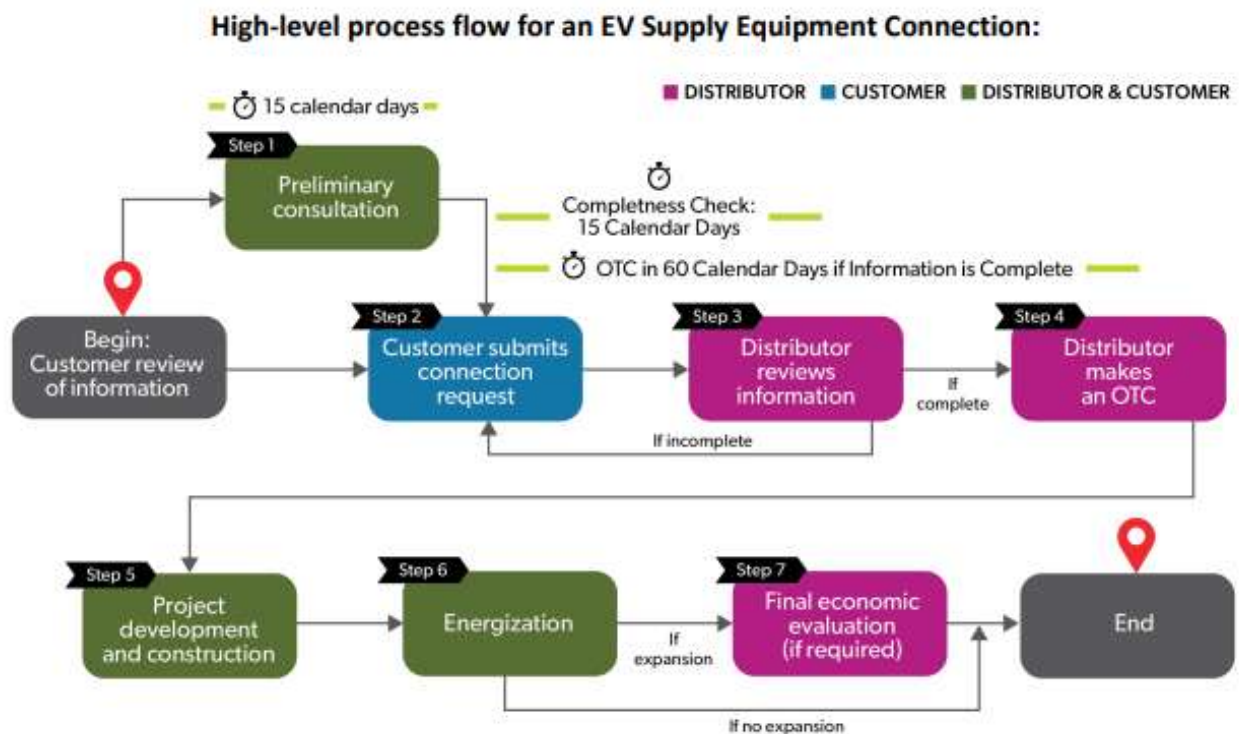 High-level process flow for an EV Supply Equipment Connection:
15 calendar days
DISTRIBUTOR
CUSTOMER
DISTRIBUTOR & CUSTOMER
Step 1
Preliminary
consultation
Completness Check:
15 Calendar Days
OTC in 60 Calendar Days if Information is Complete
Begin:
Customer review
of information
Step 2
Customer submits
connection
request
Step 3
Distributor
reviews
information
If
complete
Step 4
Distributor
makes
an OTC
If incomplete
Step 5
Project
development
and construction
Step 6
Energization
If
expansion
Step 7
Final economic
evaluation
(if required)
End
If no expansion